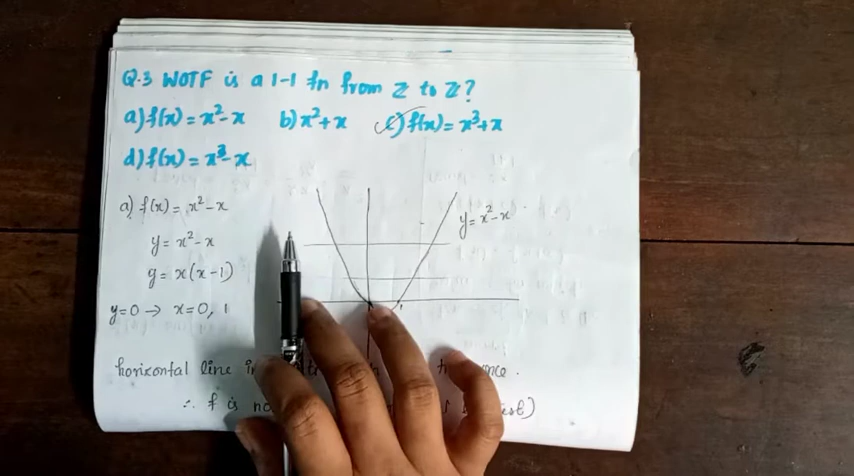 Q.3 WOTF is a 1-1 fn from Z to Z?
a) f(x) = x² - x b) x² + x c) f(x) = x³ + x
d) f(x) = x³ - x
a) f(x) = x² - x
y = x² - x
y = x² - x
y = x(x-1)
y=0 → x=0, 1
horizontal line
∴ f is